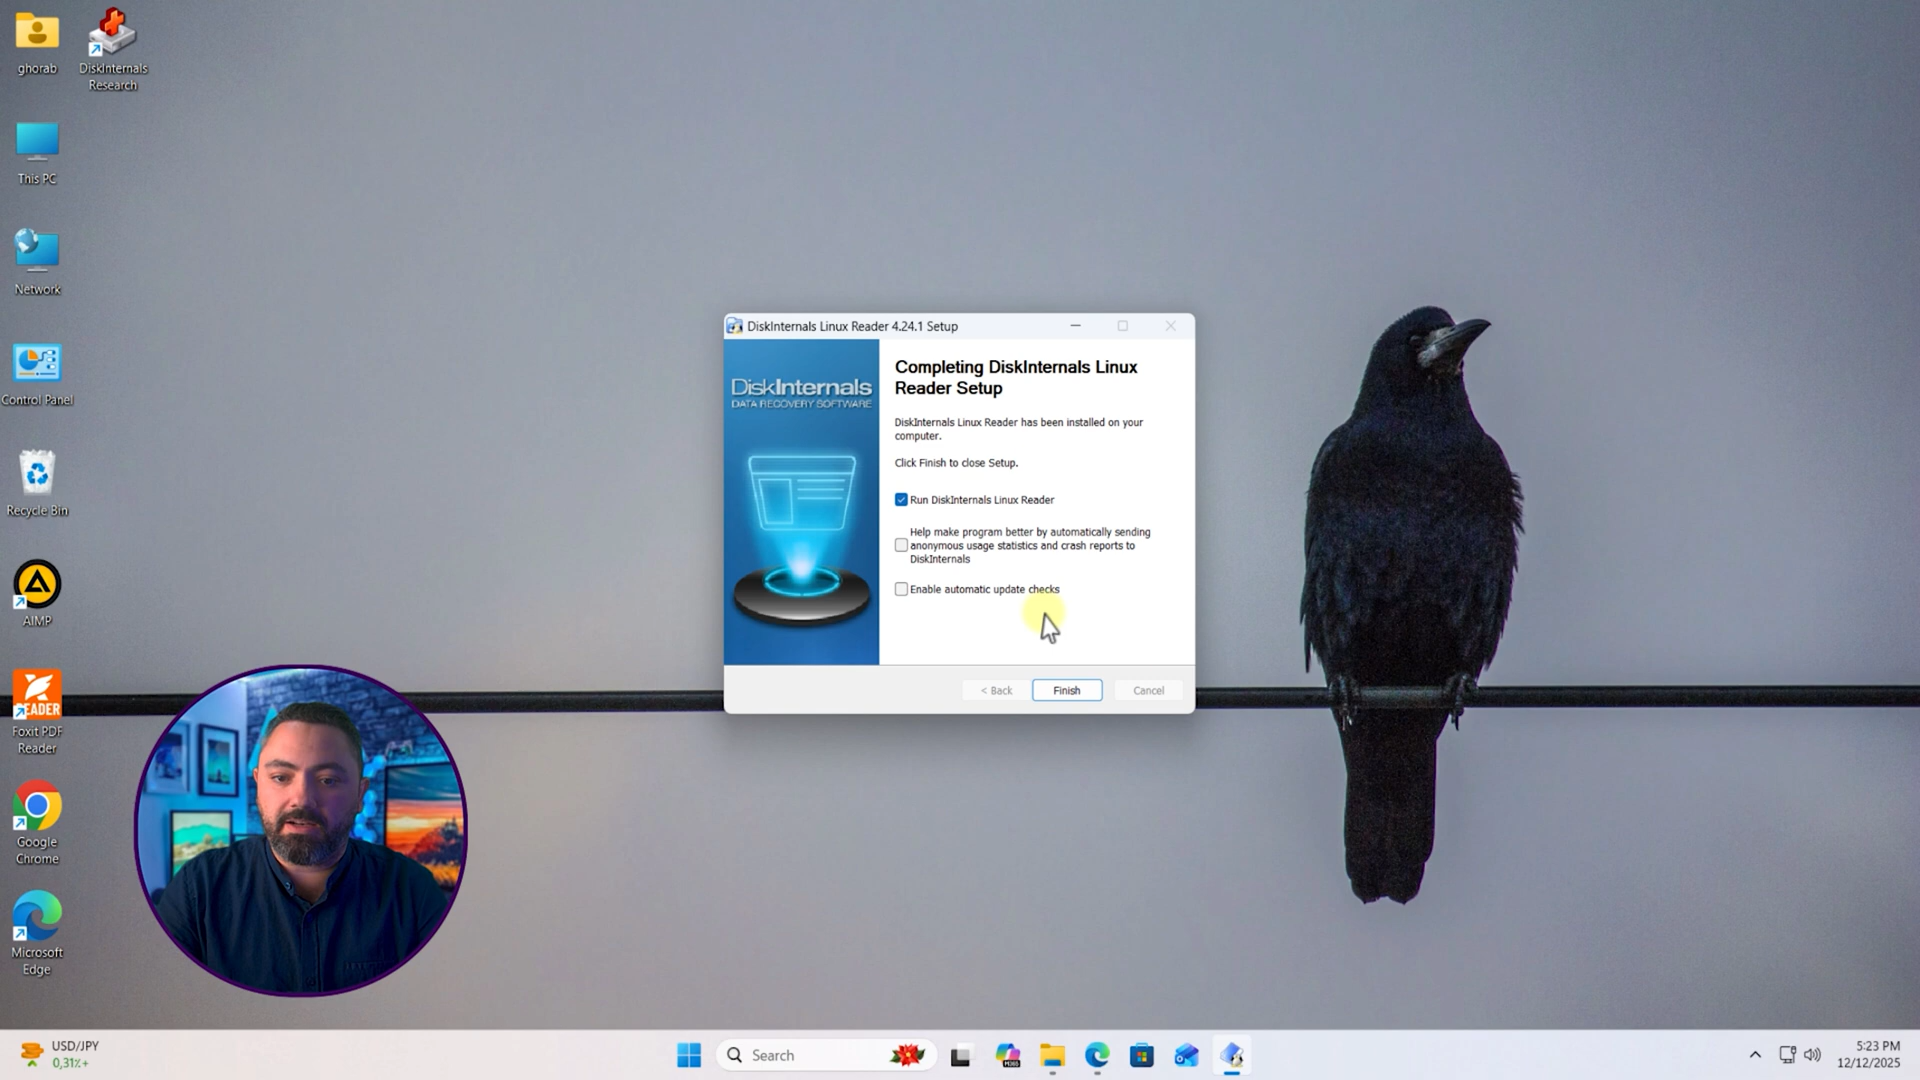 ghorab
DiskInternals
Research
This PC
Network
Control Panel
Recycle Bin
AIMP
READER
Foxit PDF
Reader
Google
Chrome
Microsoft
Edge
DiskInternals Linux Reader 4.24.1 Setup
DiskInternals
DATA RECOVERY SOFTWARE
Completing DiskInternals Linux
Reader Setup
DiskInternals Linux Reader has been installed on your
computer.
Click Finish to close Setup.
Run DiskInternals Linux Reader
Help make program better by automatically sending
anonymous usage statistics and crash reports to
DiskInternals
Enable automatic update checks
< Back
Finish
Cancel
USD/JPY
0,31%+
Search
M365
5:23 PM
12/12/2025